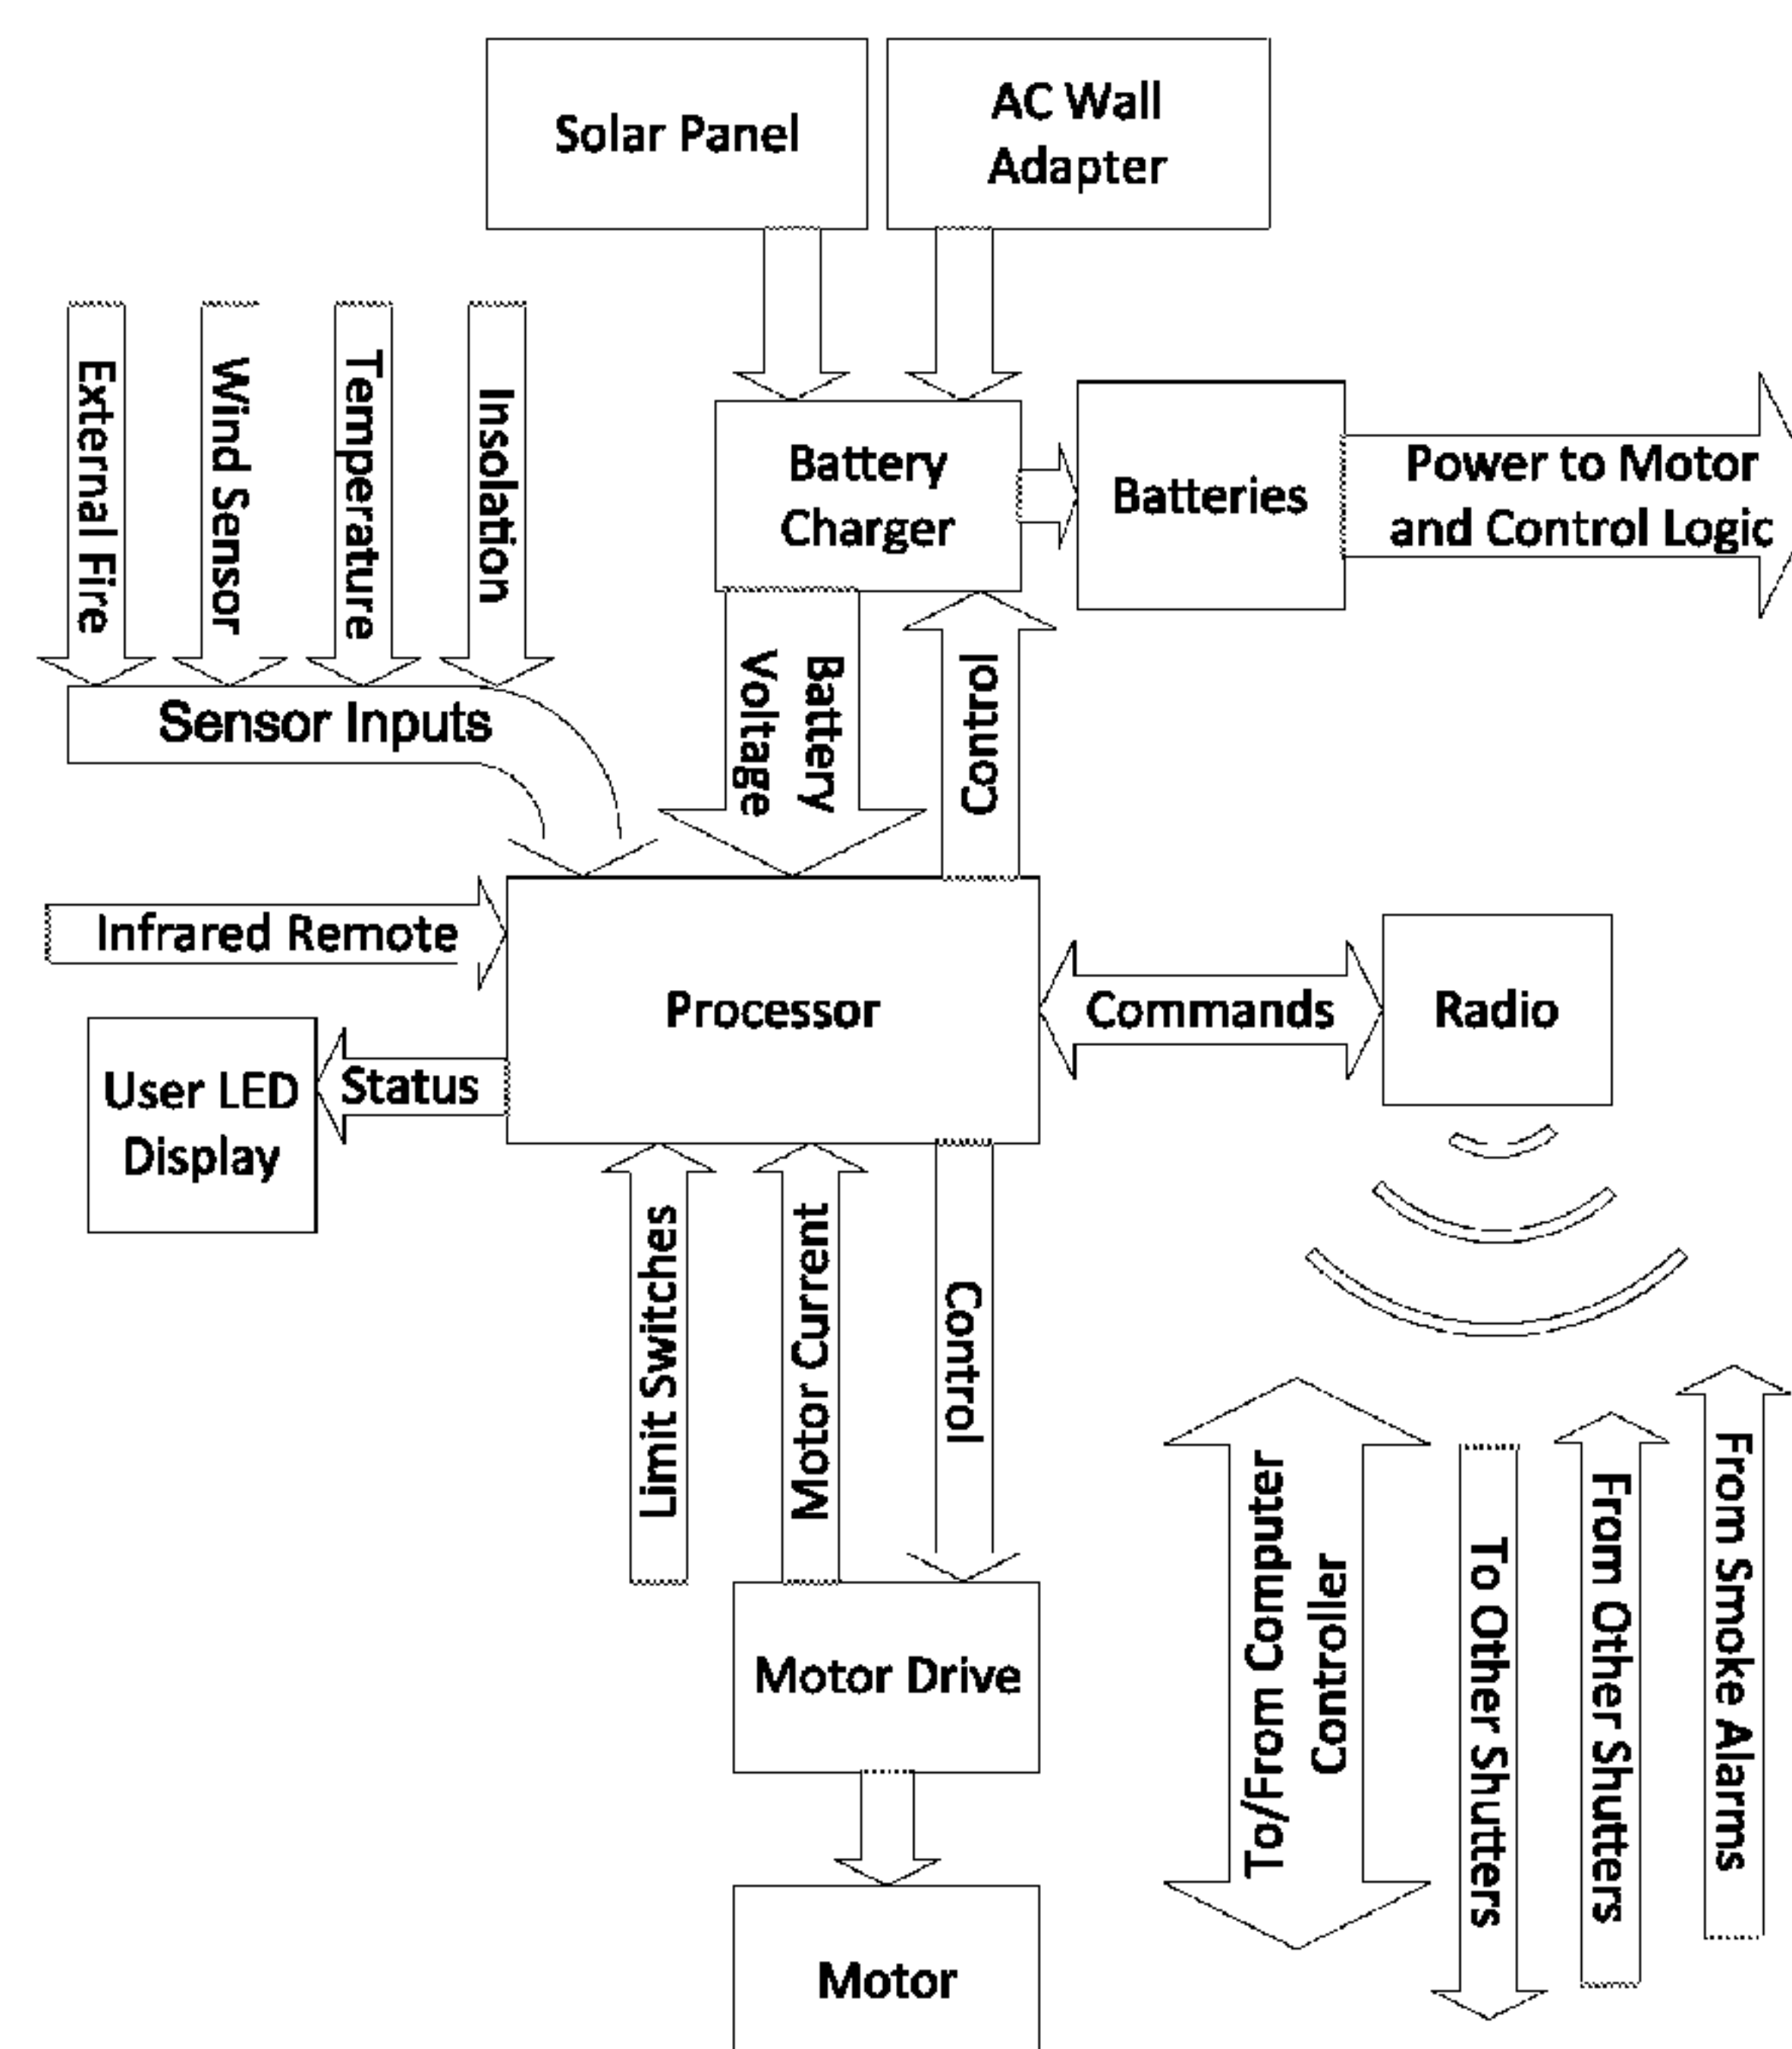 Solar Panel
AC Wall
Adapter
External Fire
Wind Sensor
Temperature
Insolation
Battery
Charger
Batteries
Power to Motor
and Control Logic
Sensor Inputs
Battery
Voltage
Control
Infrared Remote
Processor
Commands
Radio
User LED
Display
Status
Limit Switches
Motor Current
Control
Motor Drive
Motor
To/From Computer
Controller
To Other Shutters
From Other Shutters
From Smoke Alarms